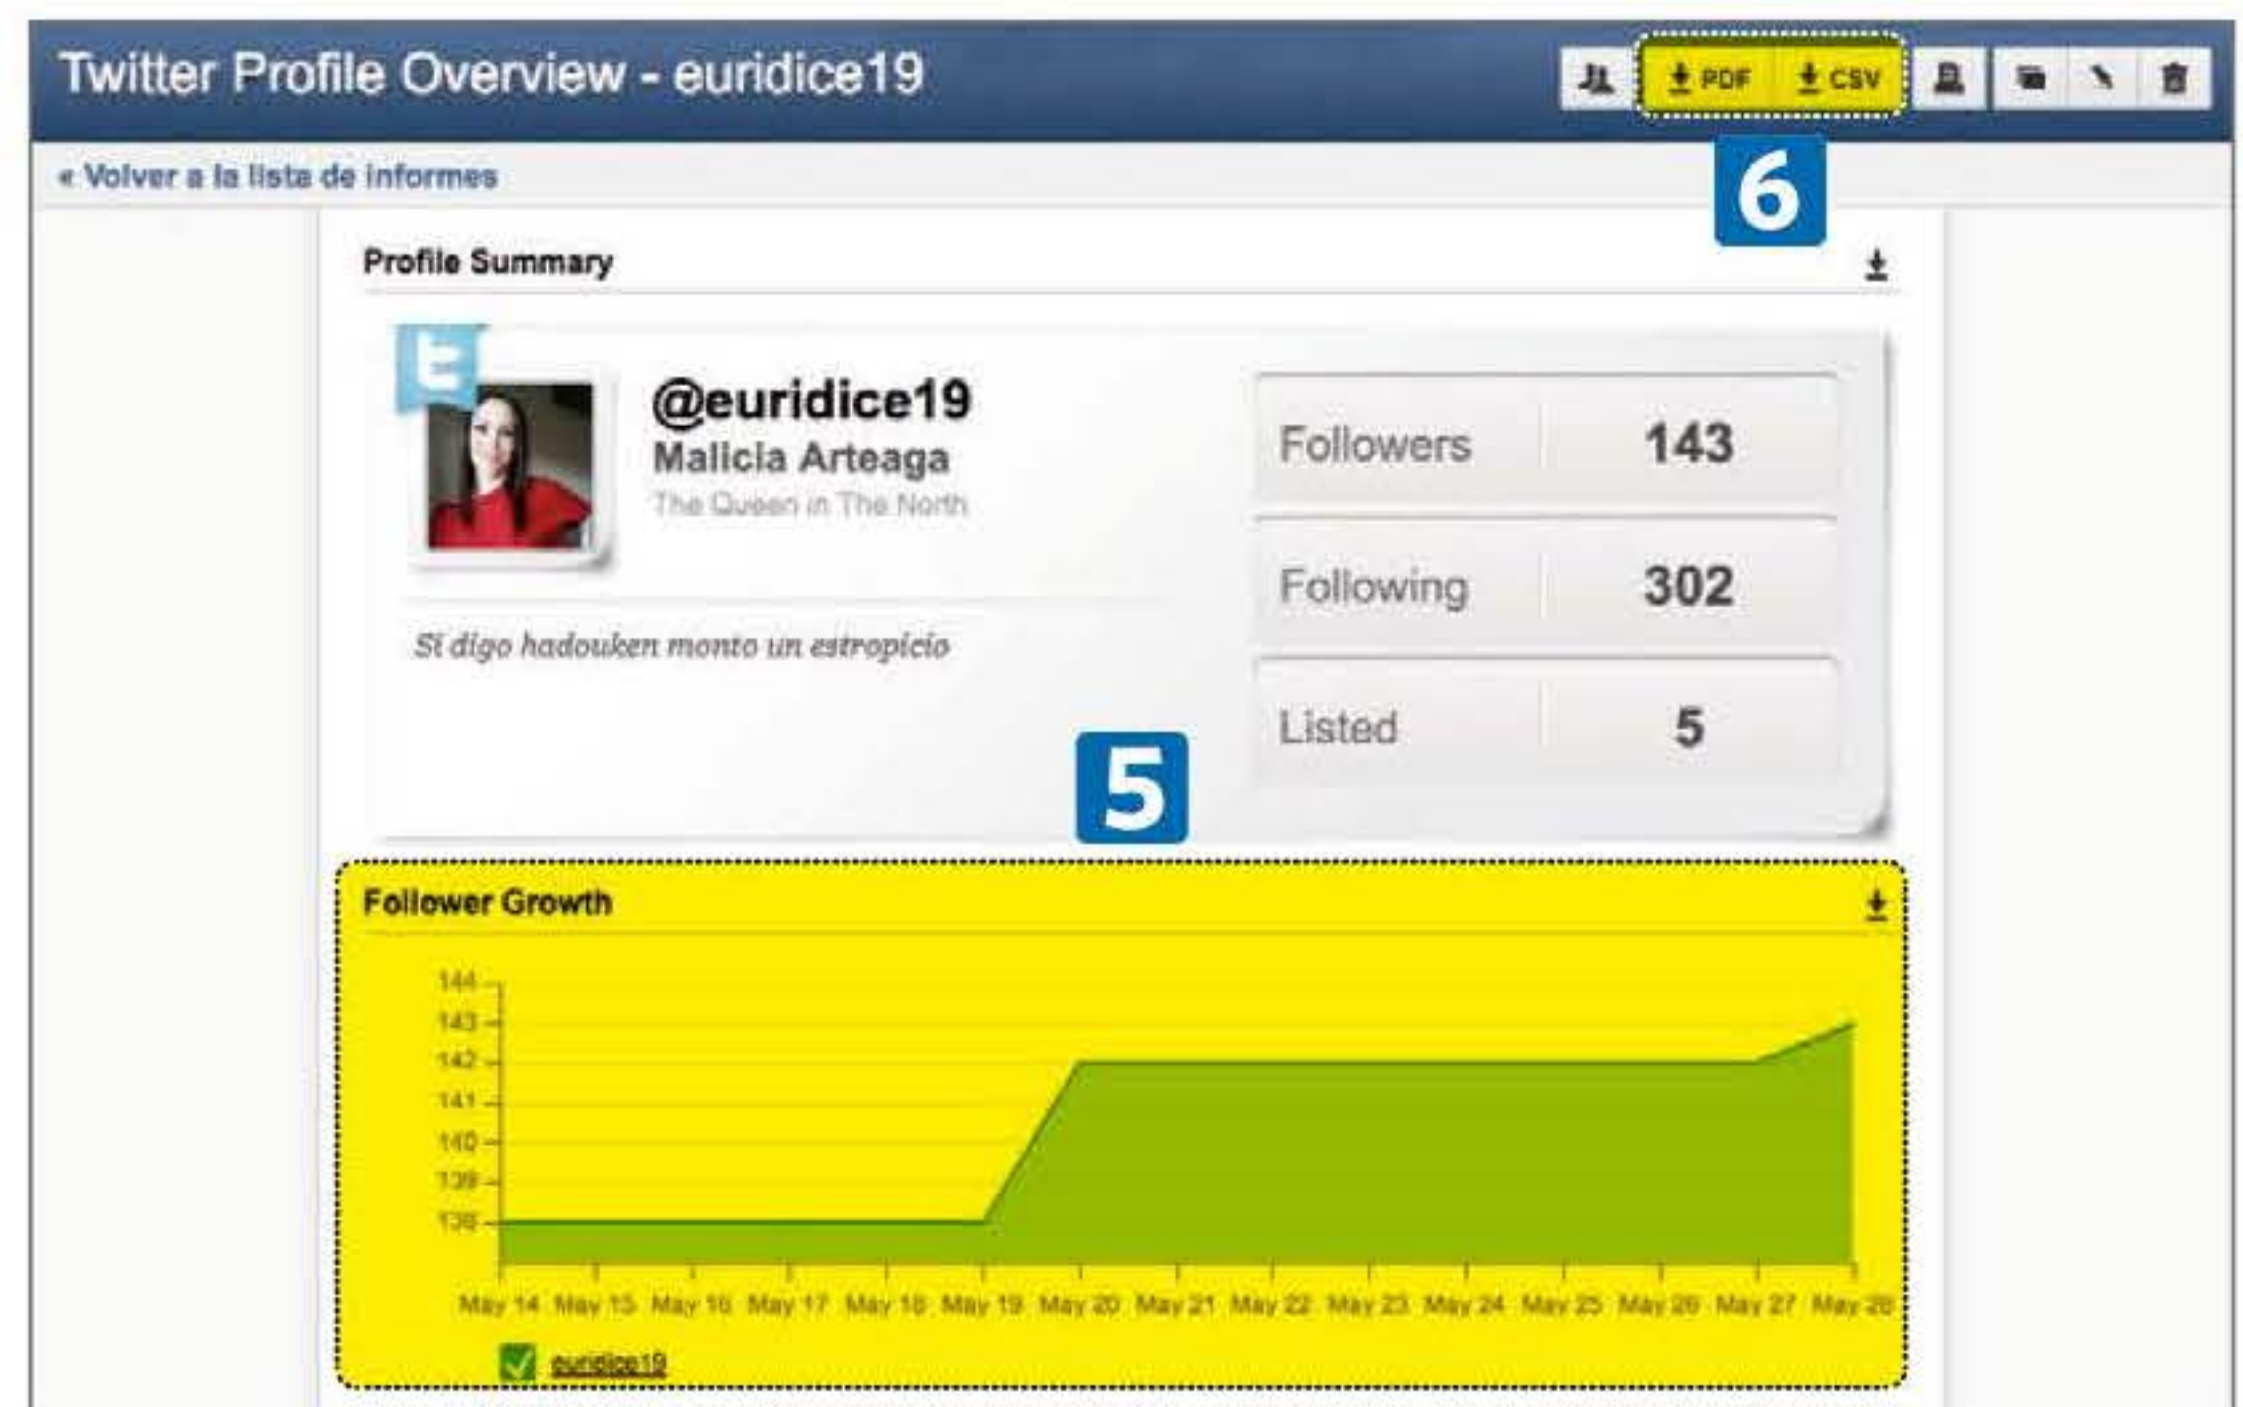 Twitter Profile Overview - euridice19
PDF
CSV
6
« Volver a la lista de informes
Profile Summary
@euridice19
Malicia Arteaga
The Queen in The North
Followers 143
Following 302
Listed 5
Si digo hadouken monto un estropicio
5
Follower Growth
144
143
142
141
140
139
138
May 14 May 15 May 16 May 17 May 18 May 19 May 20 May 21 May 22 May 23 May 24 May 25 May 26 May 27 May 28
euridice19